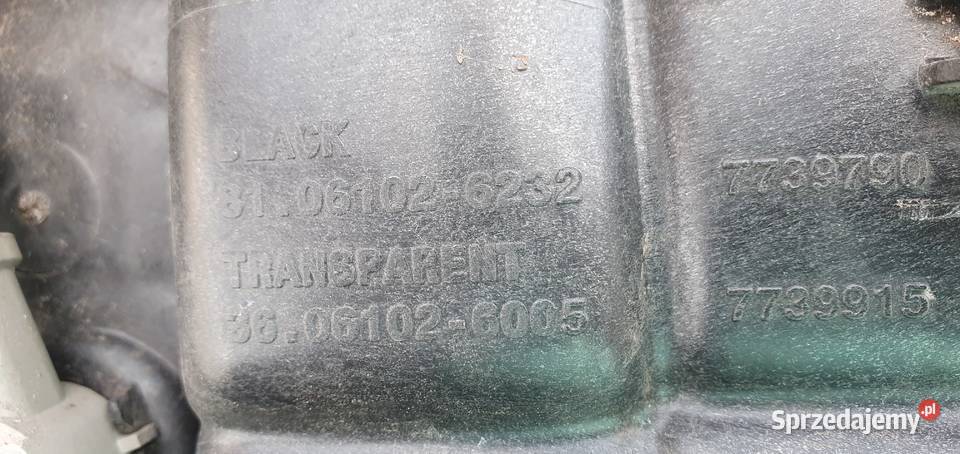 BLACK
81.06102-6232
TRANSPARENT
36.06102-6005
7739790
7739915
Sprzedajemy.pl